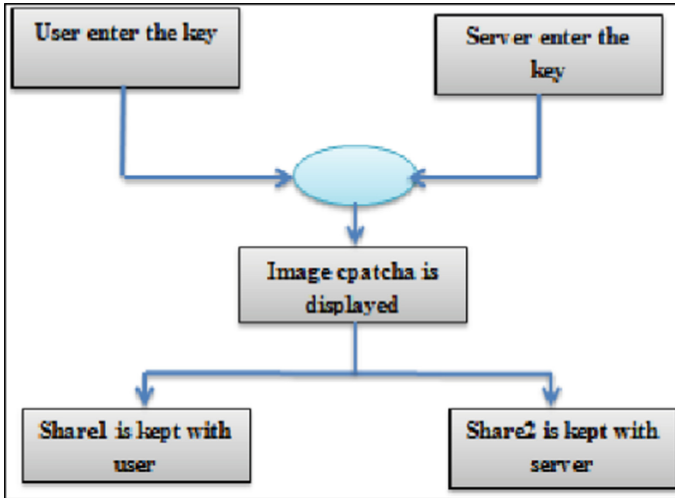 User enter the key
Server enter the
key
Image cpatcha is
displayed
Share1 is kept with
user
Share2 is kept with
server